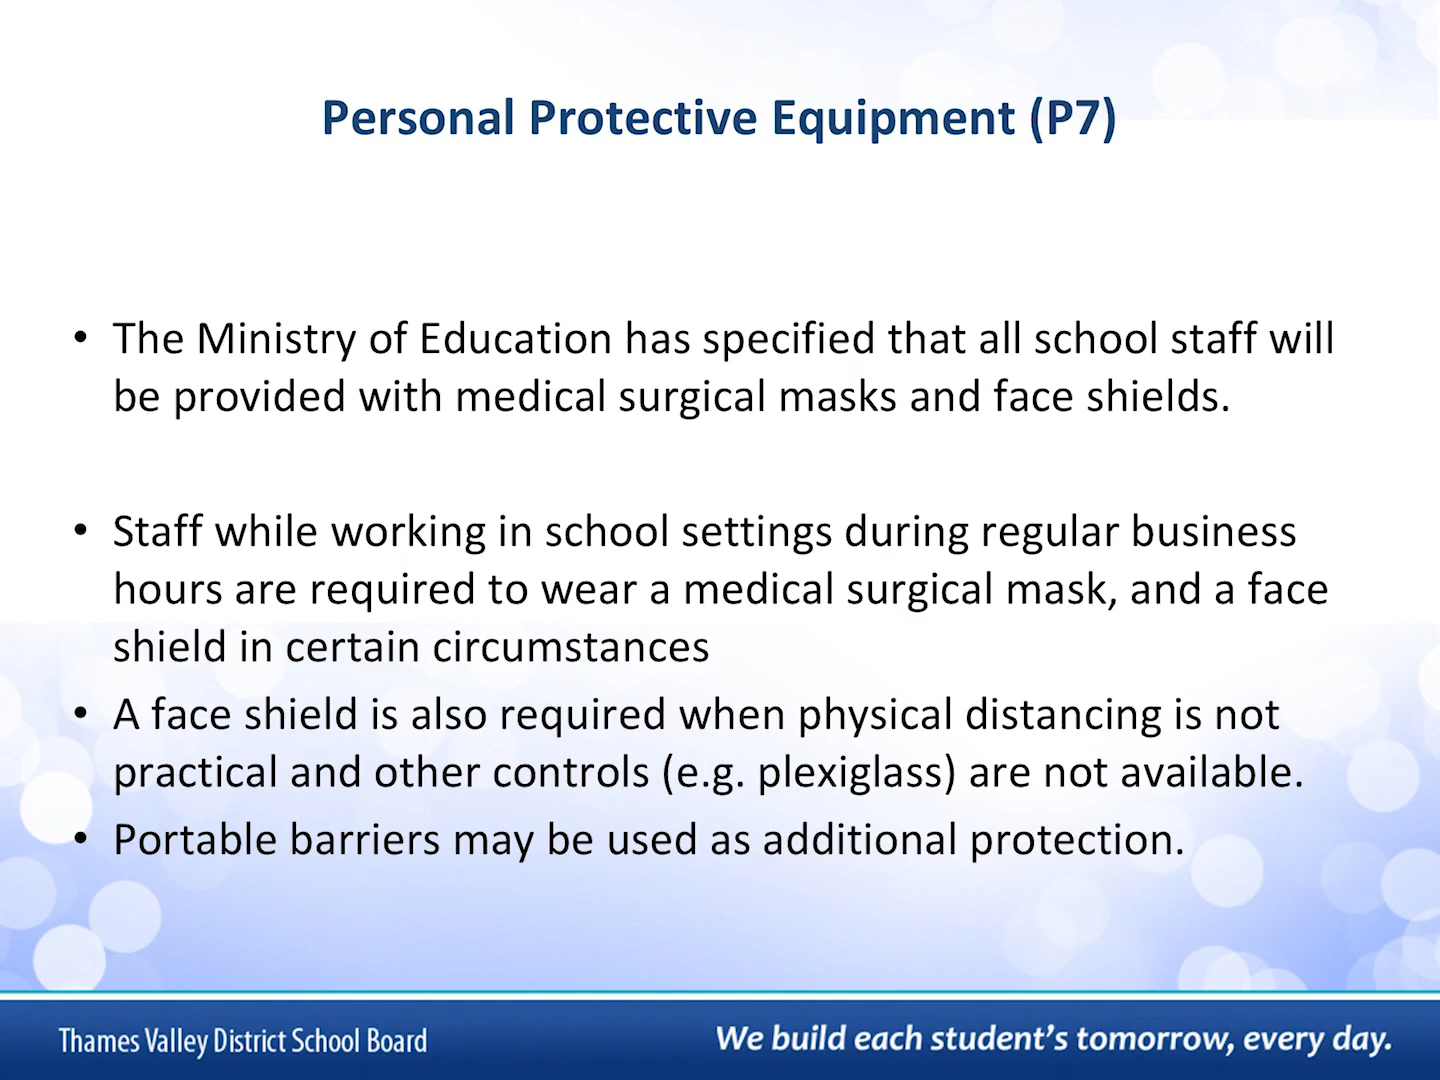 Personal Protective Equipment (P7)
• The Ministry of Education has specified that all school staff will
be provided with medical surgical masks and face shields.
• Staff while working in school settings during regular business
hours are required to wear a medical surgical mask, and a face
shield in certain circumstances
• A face shield is also required when physical distancing is not
practical and other controls (e.g. plexiglass) are not available.
• Portable barriers may be used as additional protection.
Thames Valley District School Board
We build each student's tomorrow, every day.